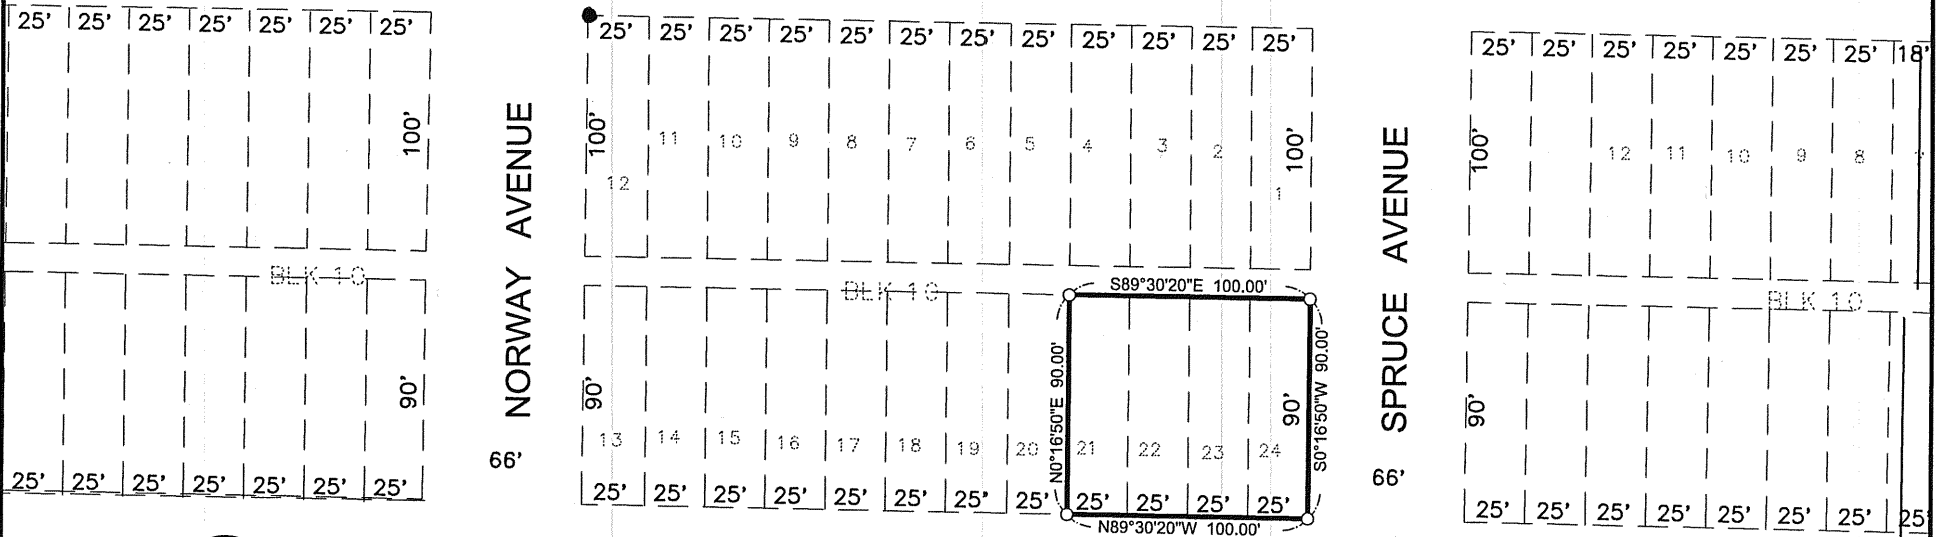 25' 25' 25' 25' 25' 25' 25'
100'
BLK 10
90'
25' 25' 25' 25' 25' 25' 25'
NORWAY AVENUE
66'
25' 25' 25' 25' 25' 25' 25' 25' 25' 25' 25' 25'
100'
100'
12 11 10 9 8 7 6 5 4 3 2 1
BLK 10
S89°30'20"E 100.00'
N0°16'50"E 90.00'
S0°16'50"W 90.00'
90'
90'
13 14 15 16 17 18 19 20 21 22 23 24
25' 25' 25' 25' 25' 25' 25' 25' 25' 25' 25' 25'
N89°30'20"W 100.00'
SPRUCE AVENUE
66'
25' 25' 25' 25' 25' 25' 25' 18'
100'
12 11 10 9 8
BLK 10
90'
25' 25' 25' 25' 25' 25' 25' 25'